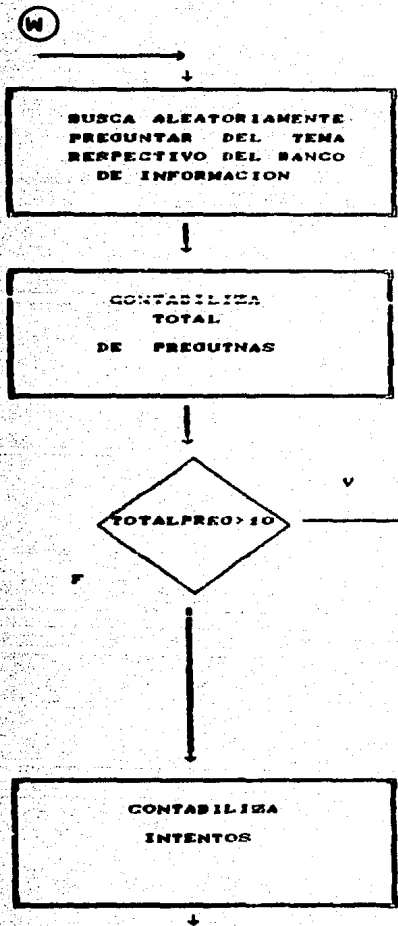 W
BUSCA ALEATORIAMENTE
PREGUNTAR DEL TEMA
RESPECTIVO DEL BANCO
DE INFORMACION
CONTABILIZA
TOTAL
DE PREGUTNAS
TOTALPREG>10
V
F
CONTABILIZA
INTENTOS